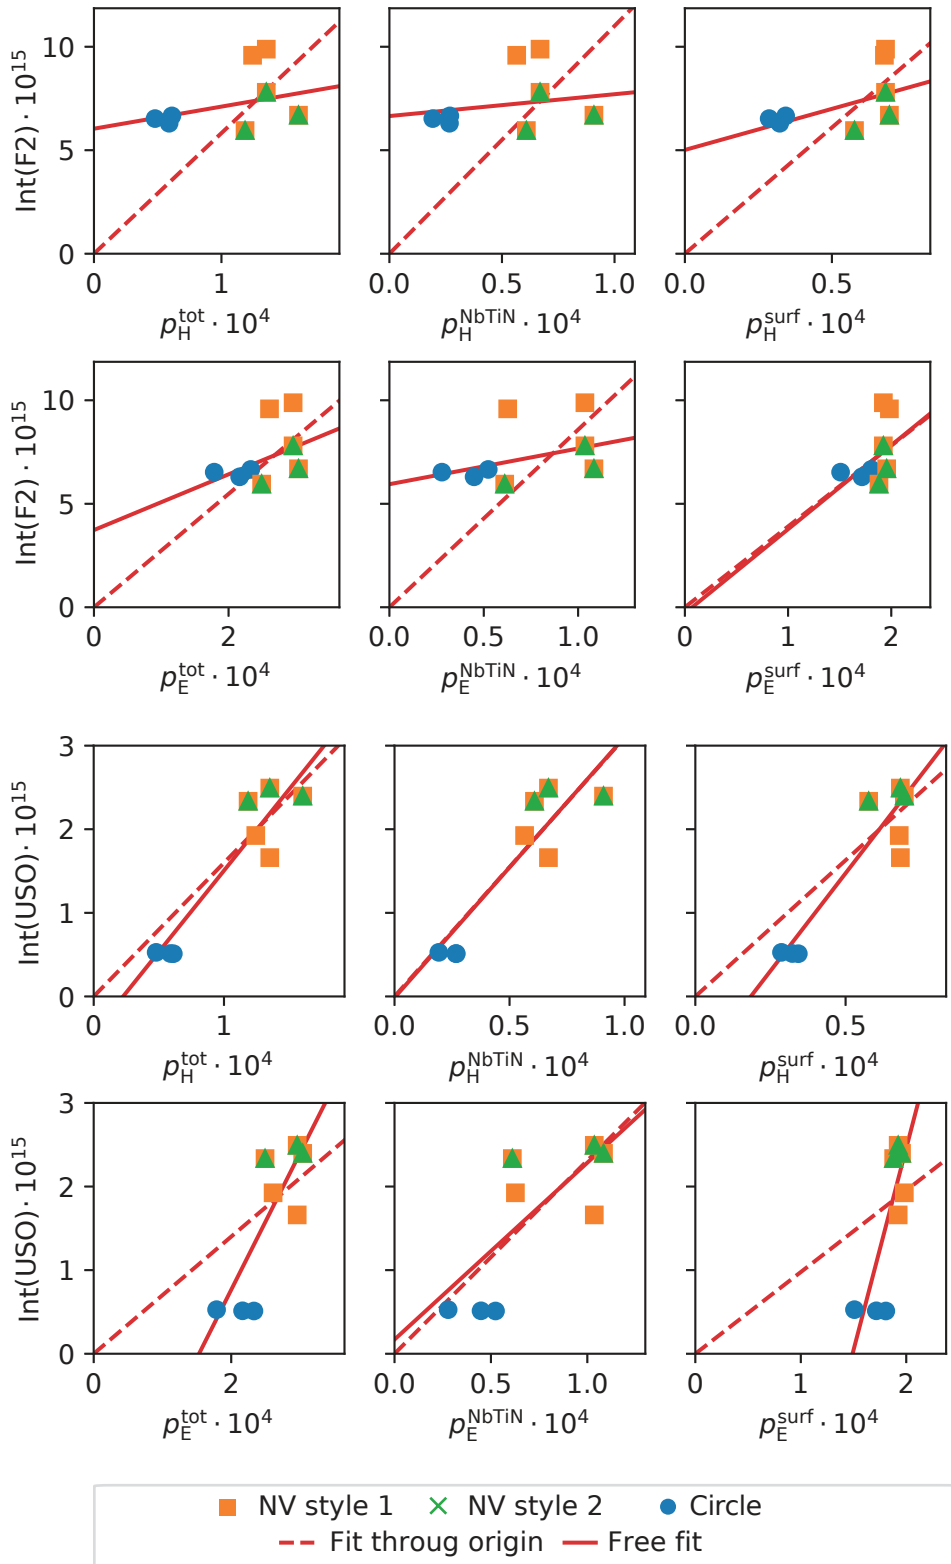 10
5
0
Int(F2) · 10^15
0 1
0.0 0.5 1.0
0.0 0.5
p_H^tot · 10^4
p_H^NbTiN · 10^4
p_H^surf · 10^4
10
5
0
Int(F2) · 10^15
0 2
0.0 0.5 1.0
0 1 2
p_E^tot · 10^4
p_E^NbTiN · 10^4
p_E^surf · 10^4
3
2
1
0
Int(USO) · 10^15
0 1
0.0 0.5 1.0
0.0 0.5
p_H^tot · 10^4
p_H^NbTiN · 10^4
p_H^surf · 10^4
3
2
1
0
Int(USO) · 10^15
0 2
0.0 0.5 1.0
0 1 2
p_E^tot · 10^4
p_E^NbTiN · 10^4
p_E^surf · 10^4
NV style 1 NV style 2 Circle
Fit throug origin Free fit